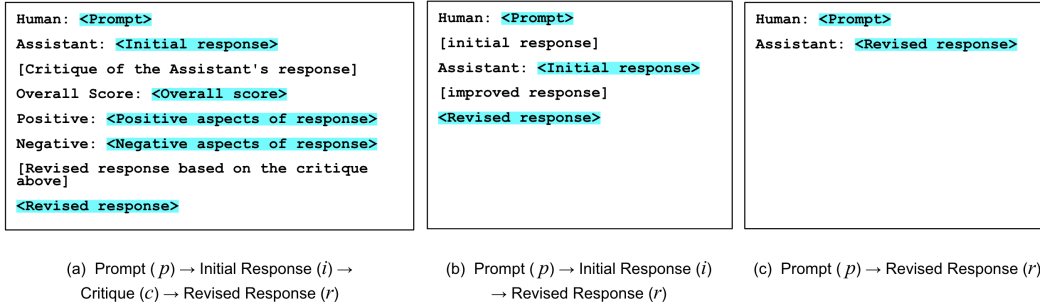 Human: <Prompt>
Assistant: <Initial response>
[Critique of the Assistant's response]
Overall Score: <Overall score>
Positive: <Positive aspects of response>
Negative: <Negative aspects of response>
[Revised response based on the critique
above]
<Revised response>
Human: <Prompt>
[initial response]
Assistant: <Initial response>
[improved response]
<Revised response>
Human: <Prompt>
Assistant: <Revised response>
(a) Prompt ( p) → Initial Response (i) →
Critique (c) → Revised Response (r)
(b) Prompt ( p) → Initial Response (i)
→ Revised Response (r)
(c) Prompt ( p) → Revised Response (r)